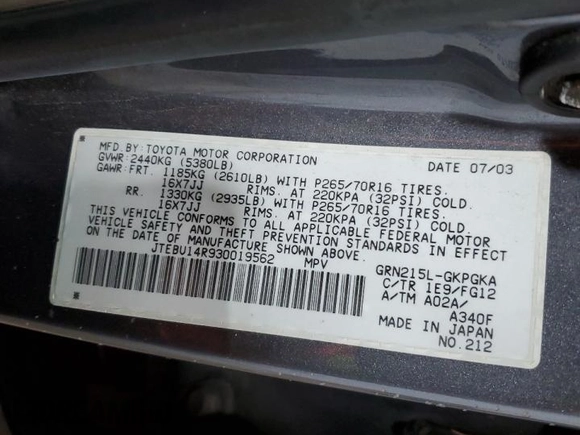 MFD. BY: TOYOTA MOTOR CORPORATION DATE 07/03
GVWR: 2440KG (5380LB)
GAWR: FRT. 1185KG (2610LB) WITH P265/70R16 TIRES.
16X7JJ RIMS. AT 220KPA (32PSI) COLD.
RR. 1330KG (2935LB) WITH P265/70R16 TIRES.
16X7JJ RIMS. AT 220KPA (32PSI) COLD.
THIS VEHICLE CONFORMS TO ALL APPLICABLE FEDERAL MOTOR
VEHICLE SAFETY AND THEFT PREVENTION STANDARDS IN EFFECT
ON THE DATE OF MANUFACTURE SHOWN ABOVE.
JTEBU14R930019562 MPV GRN215L-GKPGKA
C/TR 1E9/FG12
A/TM A02A/
A340F
MADE IN JAPAN
NO.212